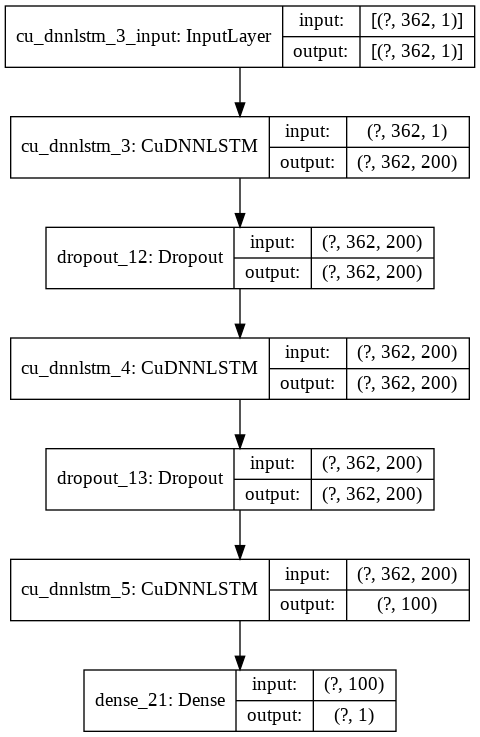 cu_dnnlstm_3_input: InputLayer
input: [(?, 362, 1)]
output: [(?, 362, 1)]
cu_dnnlstm_3: CuDNNLSTM
input: (?, 362, 1)
output: (?, 362, 200)
dropout_12: Dropout
input: (?, 362, 200)
output: (?, 362, 200)
cu_dnnlstm_4: CuDNNLSTM
input: (?, 362, 200)
output: (?, 362, 200)
dropout_13: Dropout
input: (?, 362, 200)
output: (?, 362, 200)
cu_dnnlstm_5: CuDNNLSTM
input: (?, 362, 200)
output: (?, 100)
dense_21: Dense
input: (?, 100)
output: (?, 1)